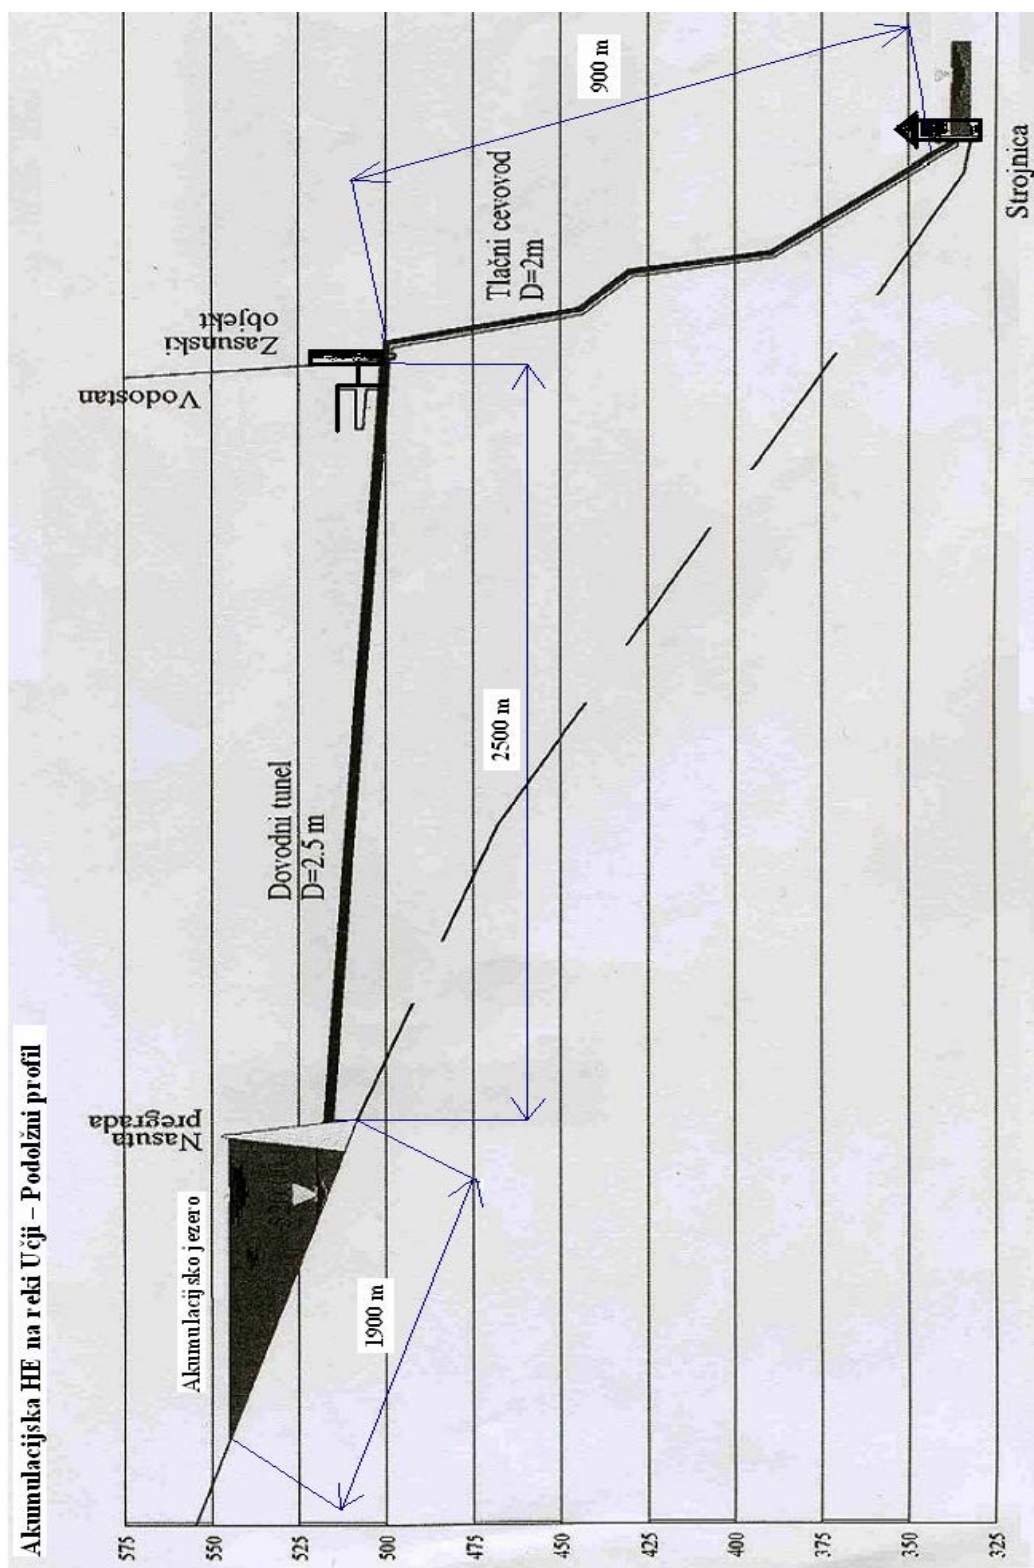 Akumulacijska HE na reki Učji – Podolžni profil
Akumulacijsko jezero
Nasuta
pregrada
Dovodni tunel
D=2.5 m
Vodostan
Zasunski
objekt
Tlačni cevovod
D=2m
Strojnica
1900 m
2500 m
900 m
575
550
525
500
475
450
425
400
375
350
325